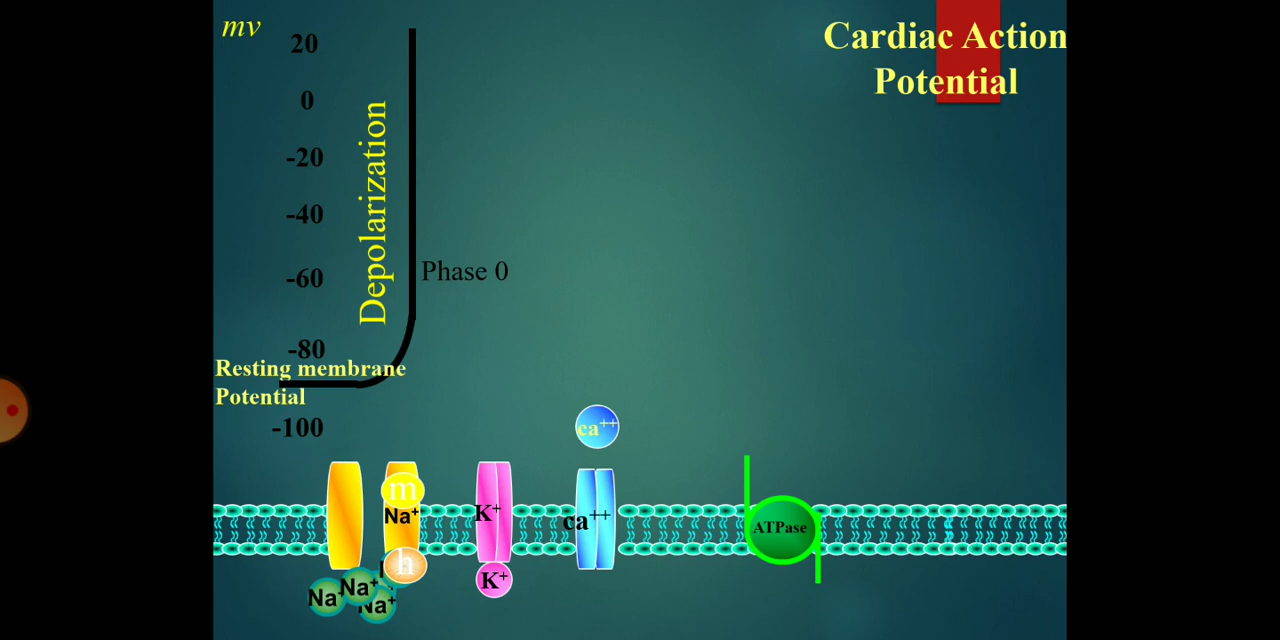 mv
Cardiac Action
Potential
20
0
-20
-40
-60
-80
-100
Depolarization
Phase 0
Resting membrane
Potential
ca++
m
Na+
h
K+
K+
ca++
ATPase
Na+
Na+
Na+